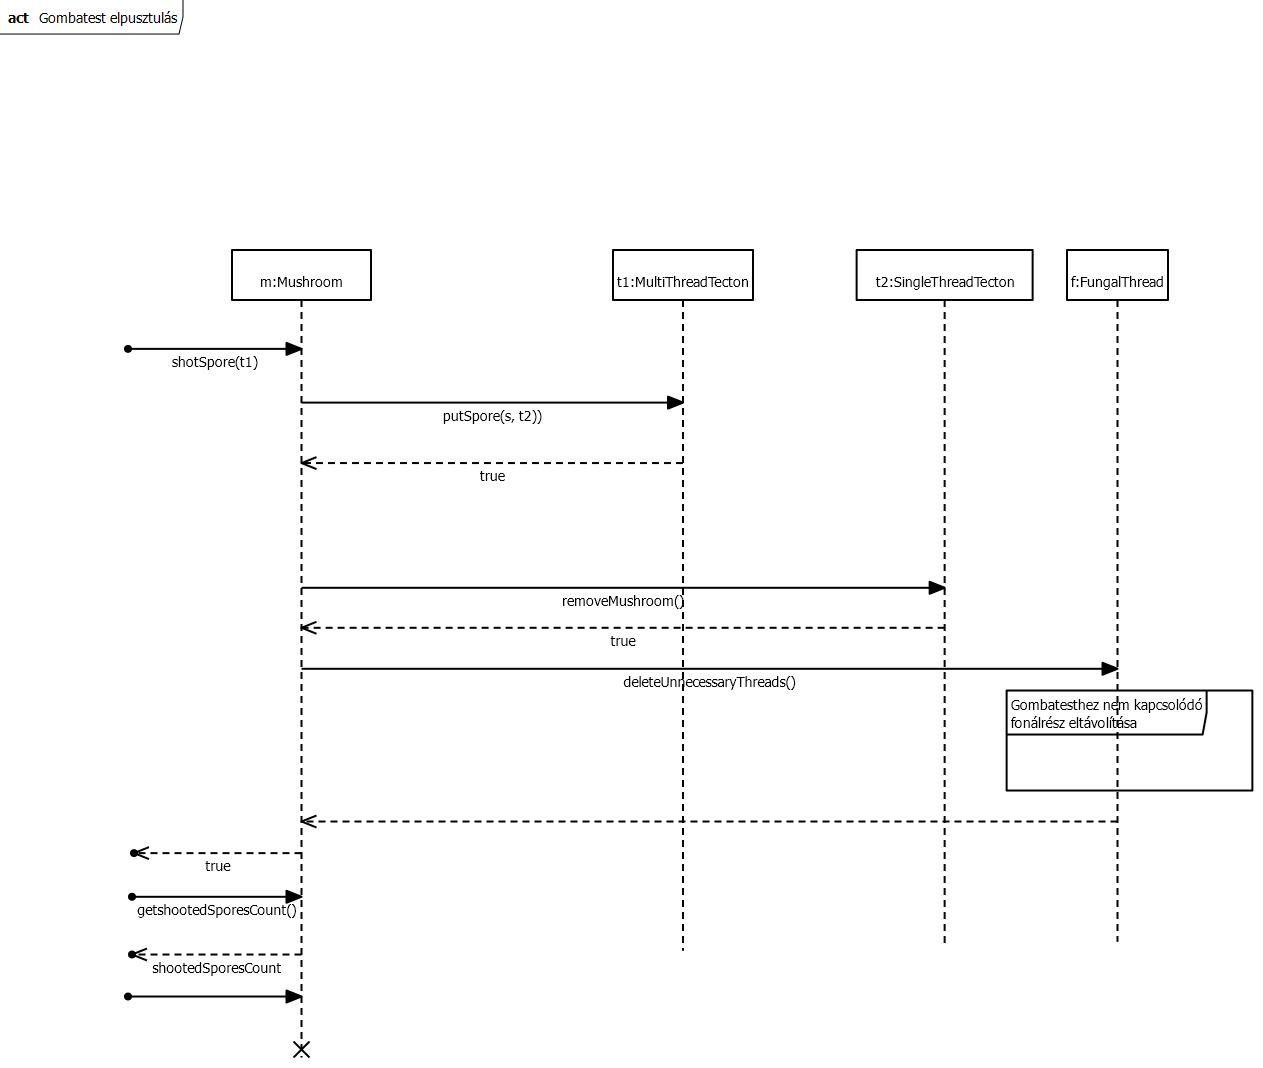 act Gombatest elpusztulás
m:Mushroom
t1:MultiThreadTecton
t2:SingleThreadTecton
f:FungalThread
shotSpore(t1)
putSpore(s, t2))
true
removeMushroom()
true
deleteUnnecessaryThreads()
Gombatesthez nem kapcsolódó
fonálrész eltávolítása
true
getshootedSporesCount()
shootedSporesCount